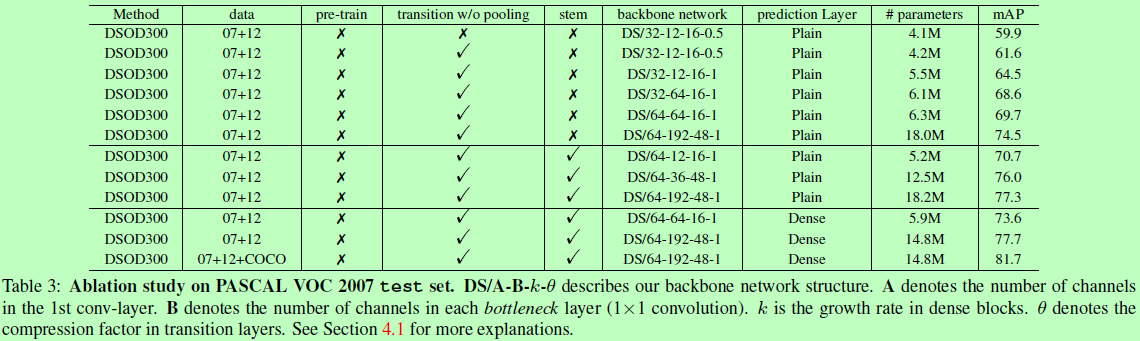 Method data pre-train transition w/o pooling stem backbone network prediction Layer # parameters mAP
DSOD300 07+12 ✗ ✗ ✗ DS/32-12-16-0.5 Plain 4.1M 59.9
DSOD300 07+12 ✗ ✓ ✗ DS/32-12-16-0.5 Plain 4.2M 61.6
DSOD300 07+12 ✗ ✓ ✗ DS/32-12-16-1 Plain 5.5M 64.5
DSOD300 07+12 ✗ ✓ ✗ DS/32-64-16-1 Plain 6.1M 68.6
DSOD300 07+12 ✗ ✓ ✗ DS/64-64-16-1 Plain 6.3M 69.7
DSOD300 07+12 ✗ ✓ ✗ DS/64-192-48-1 Plain 18.0M 74.5
DSOD300 07+12 ✗ ✓ ✓ DS/64-12-16-1 Plain 5.2M 70.7
DSOD300 07+12 ✗ ✓ ✓ DS/64-36-48-1 Plain 12.5M 76.0
DSOD300 07+12 ✗ ✓ ✓ DS/64-192-48-1 Plain 18.2M 77.3
DSOD300 07+12 ✗ ✓ ✓ DS/64-64-16-1 Dense 5.9M 73.6
DSOD300 07+12 ✗ ✓ ✓ DS/64-192-48-1 Dense 14.8M 77.7
DSOD300 07+12+COCO ✗ ✓ ✓ DS/64-192-48-1 Dense 14.8M 81.7
Table 3: Ablation study on PASCAL VOC 2007 test set. DS/A-B-k-θ describes our backbone network structure. A denotes the number of channels
in the 1st conv-layer. B denotes the number of channels in each bottleneck layer (1×1 convolution). k is the growth rate in dense blocks. θ denotes the
compression factor in transition layers. See Section 4.1 for more explanations.